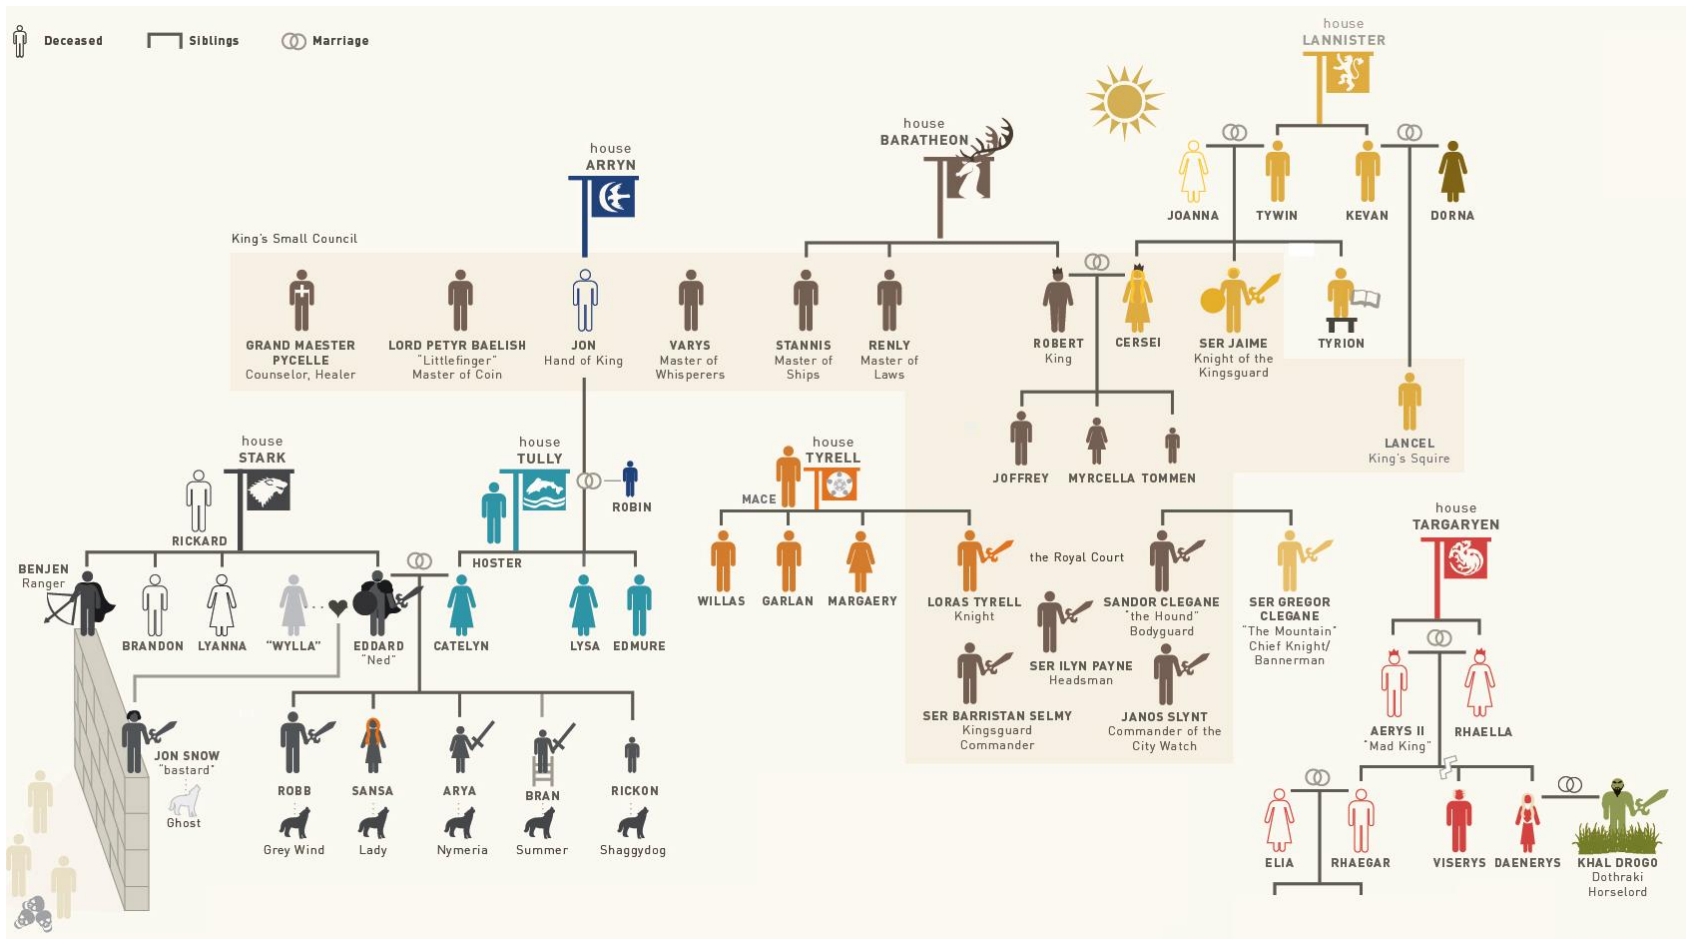 Deceased
Siblings
Marriage
house
LANNISTER
house
BARATHEON
house
ARRYN
JOANNA
TYWIN
KEVAN
DORNA
King's Small Council
GRAND MAESTER
PYCELLE
Counselor, Healer
LORD PETYR BAELISH
"Littlefinger"
Master of Coin
JON
Hand of King
VARYS
Master of
Whisperers
STANNIS
Master of
Ships
RENLY
Master of
Laws
ROBERT
King
CERSEI
SER JAIME
Knight of the
Kingsguard
TYRION
LANCEL
King's Squire
JOFFREY
MYRCELLA
TOMMEN
house
STARK
RICKARD
house
TULLY
HOSTER
ROBIN
house
TYRELL
MACE
BENJEN
Ranger
BRANDON
LYANNA
"WYLLA"
EDDARD
"Ned"
CATELYN
LYSA
EDMURE
WILLAS
GARLAN
MARGAERY
LORAS TYRELL
Knight
the Royal Court
SANDOR CLEGANE
"the Hound"
Bodyguard
SER GREGOR
CLEGANE
"The Mountain"
Chief Knight/
Bannerman
SER ILYN PAYNE
Headsman
SER BARRISTAN SELMY
Kingsguard
Commander
JANOS SLYNT
Commander of the
City Watch
house
TARGARYEN
AERYS II
"Mad King"
RHAELLA
JON SNOW
"bastard"
Ghost
ROBB
SANSA
ARYA
BRAN
RICKON
Grey Wind
Lady
Nymeria
Summer
Shaggydog
ELIA
RHAEGAR
VISERYS
DAENERYS
KHAL DROGO
Dothraki
Horselord